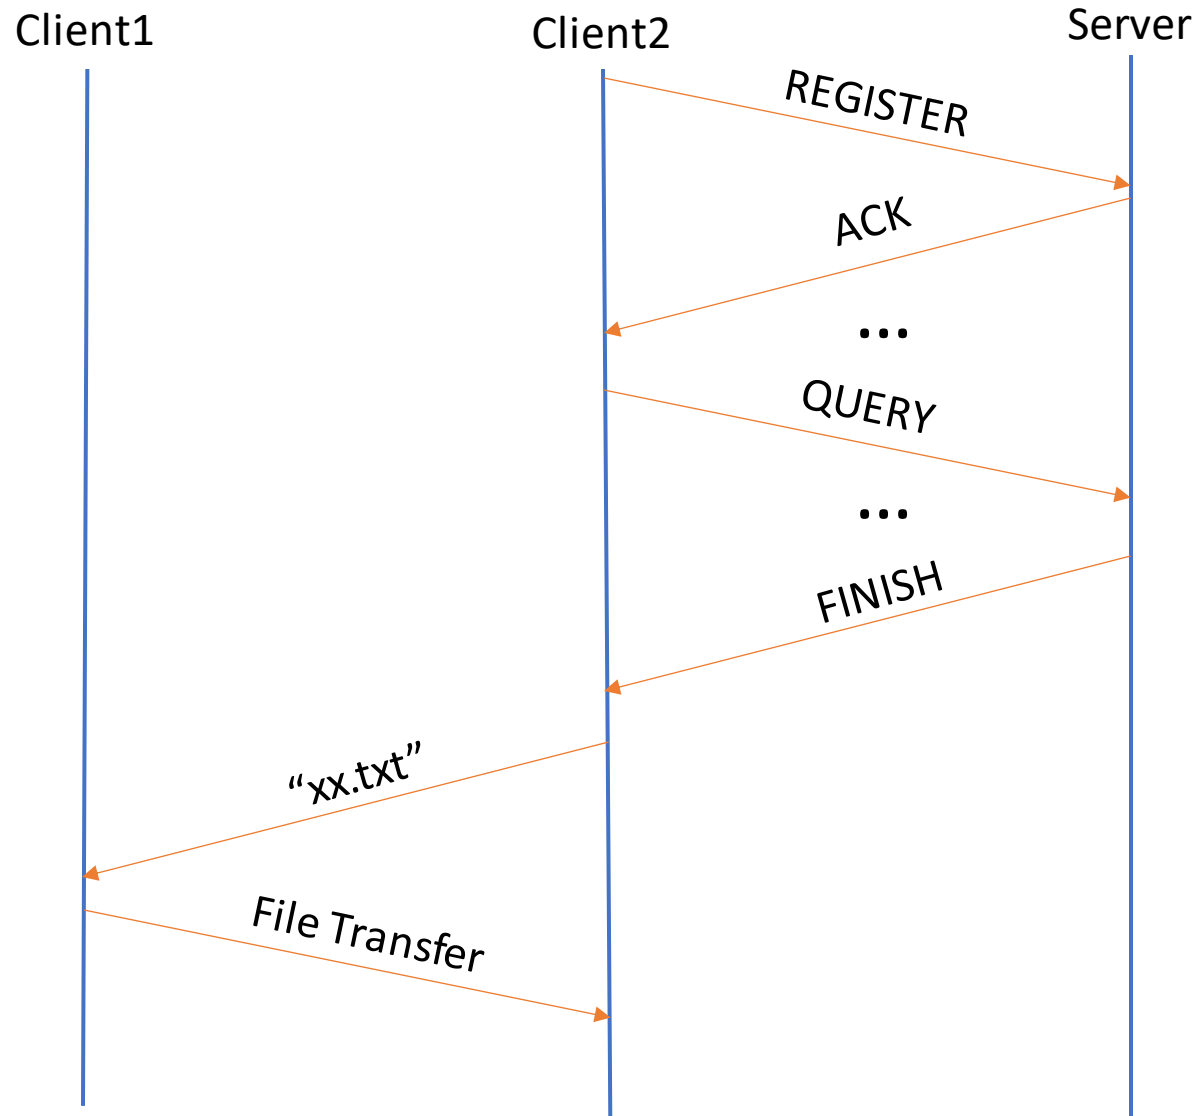 Client1
Client2
Server
REGISTER
ACK
...
QUERY
...
FINISH
“xx.txt”
File Transfer